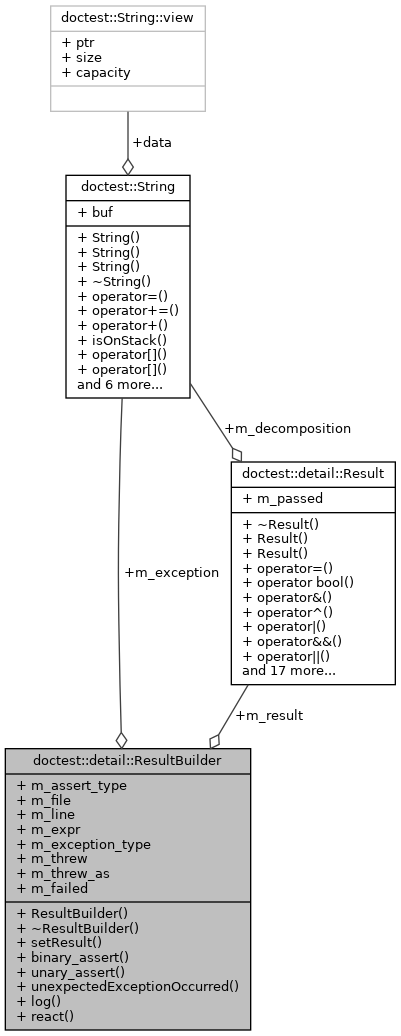 doctest::String::view
+ ptr
+ size
+ capacity
+data
doctest::String
+ buf
+ String()
+ String()
+ String()
+ ~String()
+ operator=()
+ operator+=()
+ operator+()
+ isOnStack()
+ operator[]()
+ operator[]()
and 6 more...
+m_decomposition
doctest::detail::Result
+ m_passed
+ ~Result()
+ Result()
+ Result()
+ operator=()
+ operator bool()
+ operator&()
+ operator^()
+ operator|()
+ operator&&()
+ operator||()
and 17 more...
+m_exception
+m_result
doctest::detail::ResultBuilder
+ m_assert_type
+ m_file
+ m_line
+ m_expr
+ m_exception_type
+ m_threw
+ m_threw_as
+ m_failed
+ ResultBuilder()
+ ~ResultBuilder()
+ setResult()
+ binary_assert()
+ unary_assert()
+ unexpectedExceptionOccurred()
+ log()
+ react()